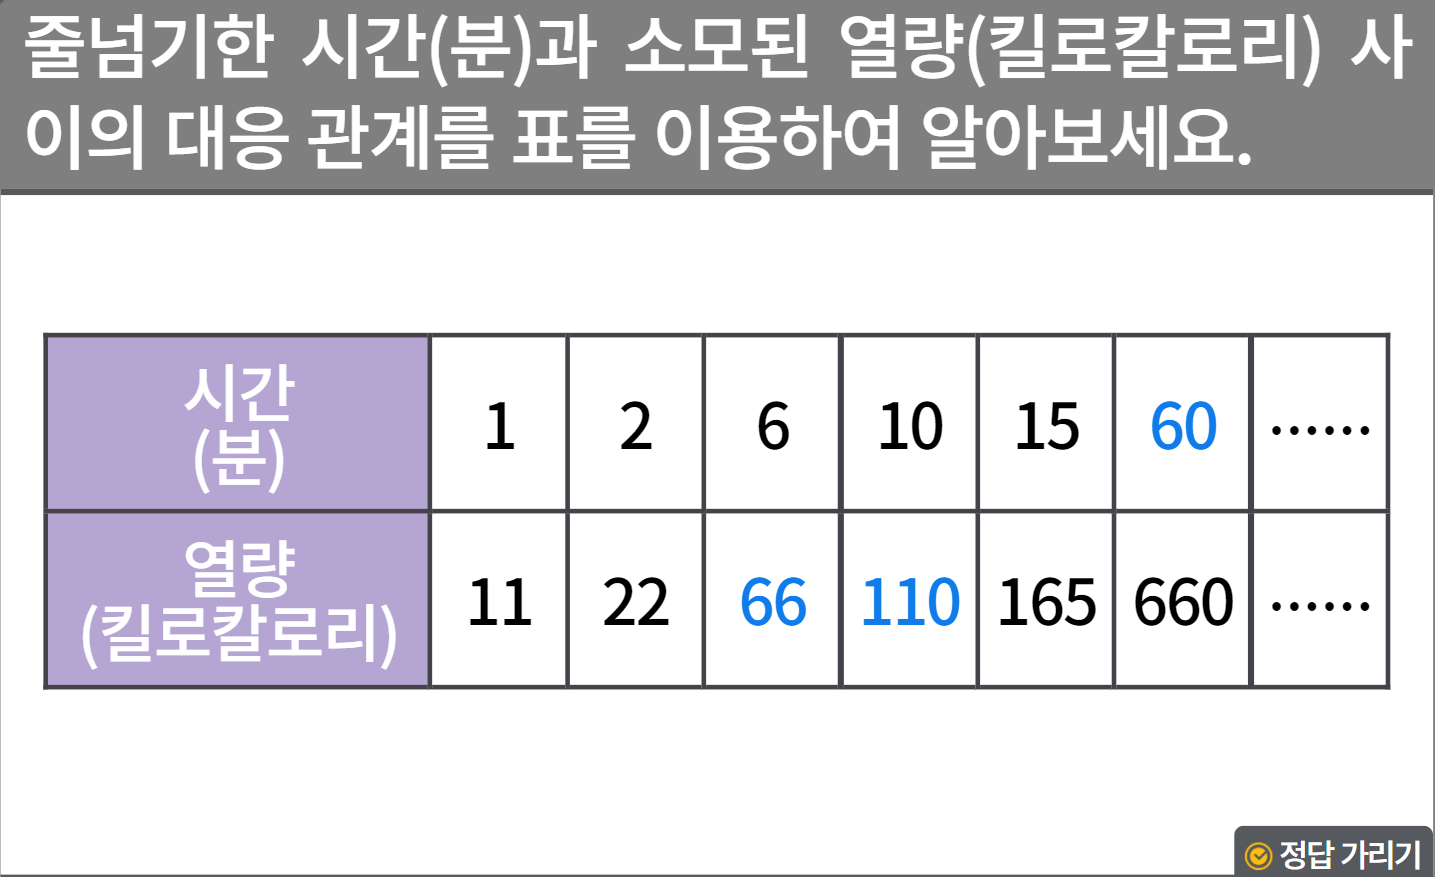 줄넘기한 시간(분)과 소모된 열량(킬로칼로리) 사
이의 대응 관계를 표를 이용하여 알아보세요.
시간
(분)
1 2 6 10 15 60 ······
열량
(킬로칼로리)
11 22 66 110 165 660 ······
정답 가리기